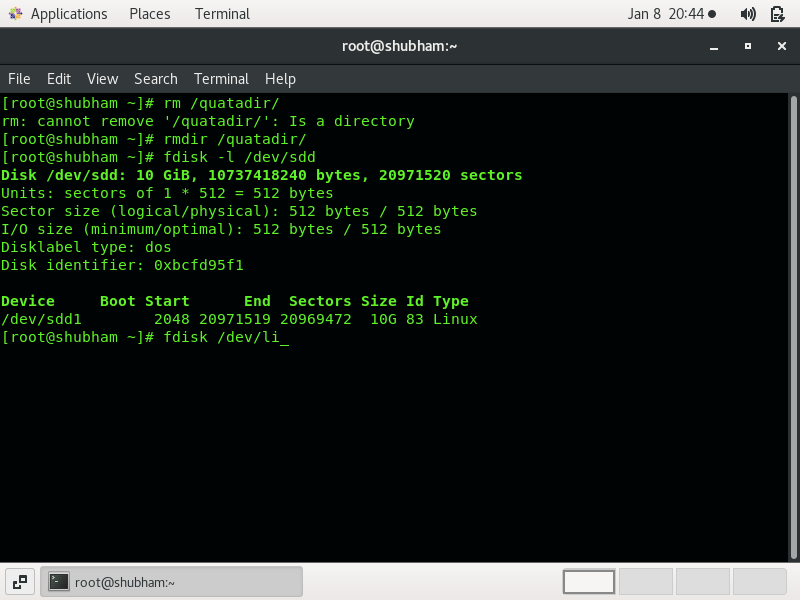 Applications Places Terminal Jan 8 20:44
root@shubham:~
File Edit View Search Terminal Help
[root@shubham ~]# rm /quatadir/
rm: cannot remove '/quatadir/': Is a directory
[root@shubham ~]# rmdir /quatadir/
[root@shubham ~]# fdisk -l /dev/sdd
Disk /dev/sdd: 10 GiB, 10737418240 bytes, 20971520 sectors
Units: sectors of 1 * 512 = 512 bytes
Sector size (logical/physical): 512 bytes / 512 bytes
I/O size (minimum/optimal): 512 bytes / 512 bytes
Disklabel type: dos
Disk identifier: 0xbcfd95f1
Device     Boot Start      End  Sectors Size Id Type
/dev/sdd1        2048 20971519 20969472  10G 83 Linux
[root@shubham ~]# fdisk /dev/li_
root@shubham:~